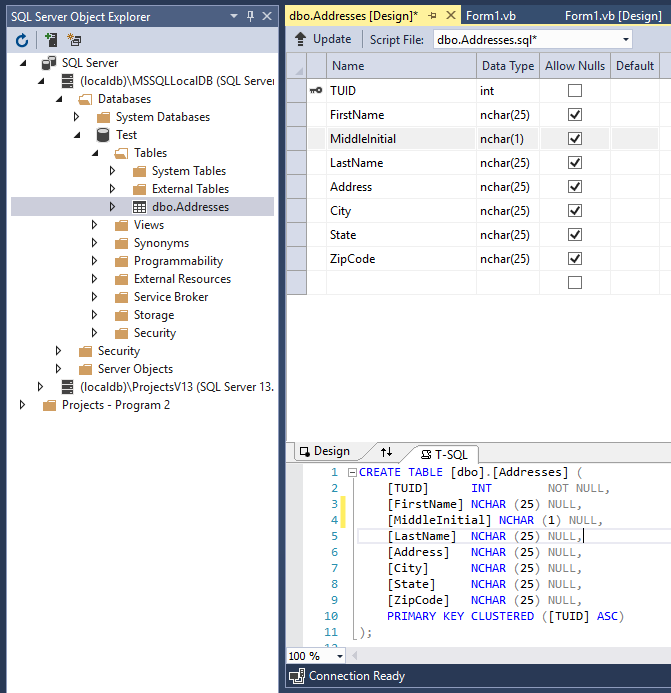 SQL Server Object Explorer
SQL Server
(localdb)\MSSQLLocalDB (SQL Server
Databases
System Databases
Test
Tables
System Tables
External Tables
dbo.Addresses
Views
Synonyms
Programmability
External Resources
Service Broker
Storage
Security
Security
Server Objects
(localdb)\ProjectsV13 (SQL Server 13.
Projects - Program 2
dbo.Addresses [Design]* Form1.vb Form1.vb [Design]
Update Script File: dbo.Addresses.sql*
Name Data Type Allow Nulls Default
TUID int
FirstName nchar(25)
MiddleInitial nchar(1)
LastName nchar(25)
Address nchar(25)
City nchar(25)
State nchar(25)
ZipCode nchar(25)
Design T-SQL
1 CREATE TABLE [dbo].[Addresses] (
2 [TUID] INT NOT NULL,
3 [FirstName] NCHAR (25) NULL,
4 [MiddleInitial] NCHAR (1) NULL,
5 [LastName] NCHAR (25) NULL,
6 [Address] NCHAR (25) NULL,
7 [City] NCHAR (25) NULL,
8 [State] NCHAR (25) NULL,
9 [ZipCode] NCHAR (25) NULL,
10 PRIMARY KEY CLUSTERED ([TUID] ASC)
11 );
100 %
Connection Ready